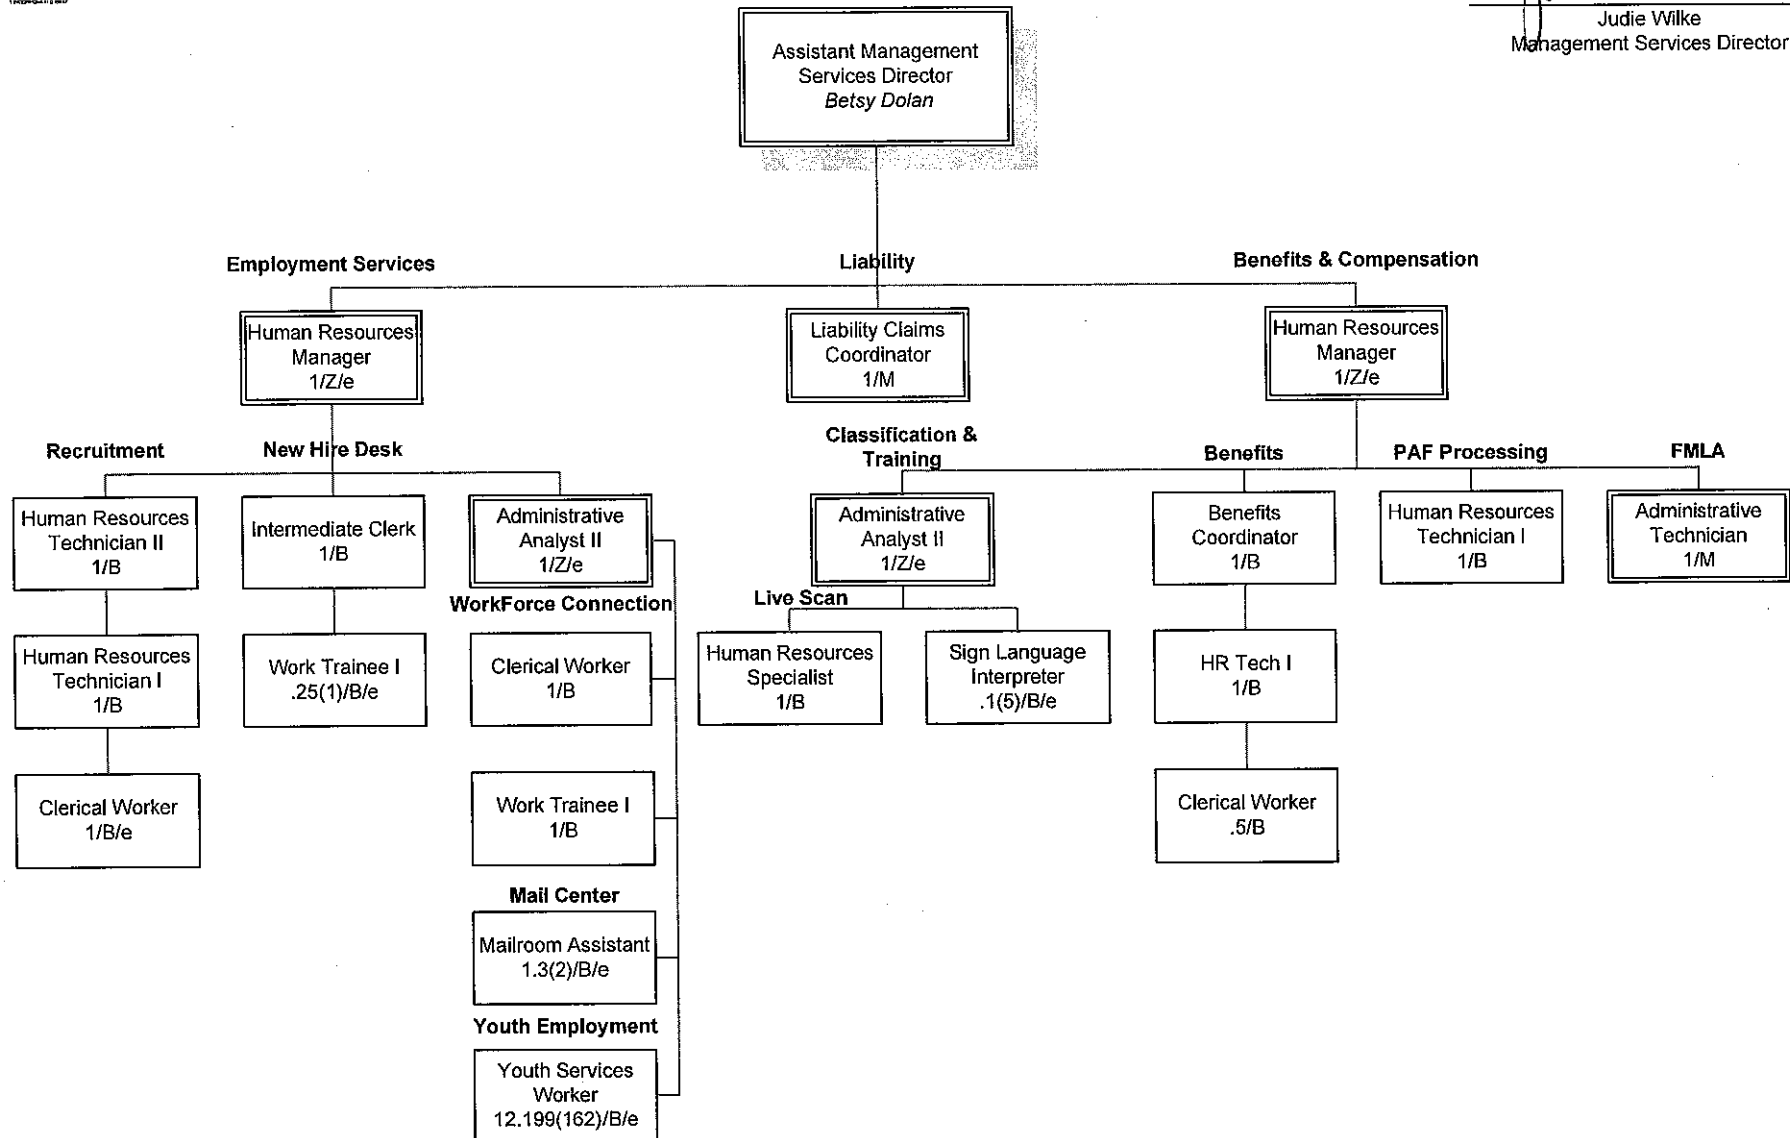 Judie Wilke
Management Services Director
Assistant Management
Services Director
Betsy Dolan
Employment Services
Liability
Benefits & Compensation
Human Resources
Manager
1/Z/e
Liability Claims
Coordinator
1/M
Human Resources
Manager
1/Z/e
Recruitment
New Hire Desk
Classification &
Training
Benefits
PAF Processing
FMLA
Human Resources
Technician II
1/B
Intermediate Clerk
1/B
Administrative
Analyst II
1/Z/e
Administrative
Analyst II
1/Z/e
Benefits
Coordinator
1/B
Human Resources
Technician I
1/B
Administrative
Technician
1/M
WorkForce Connection
Live Scan
Human Resources
Technician I
1/B
Work Trainee I
.25(1)/B/e
Clerical Worker
1/B
Human Resources
Specialist
1/B
Sign Language
Interpreter
.1(5)/B/e
HR Tech I
1/B
Clerical Worker
1/B/e
Work Trainee I
1/B
Clerical Worker
.5/B
Mail Center
Mailroom Assistant
1.3(2)/B/e
Youth Employment
Youth Services
Worker
12.199(162)/B/e